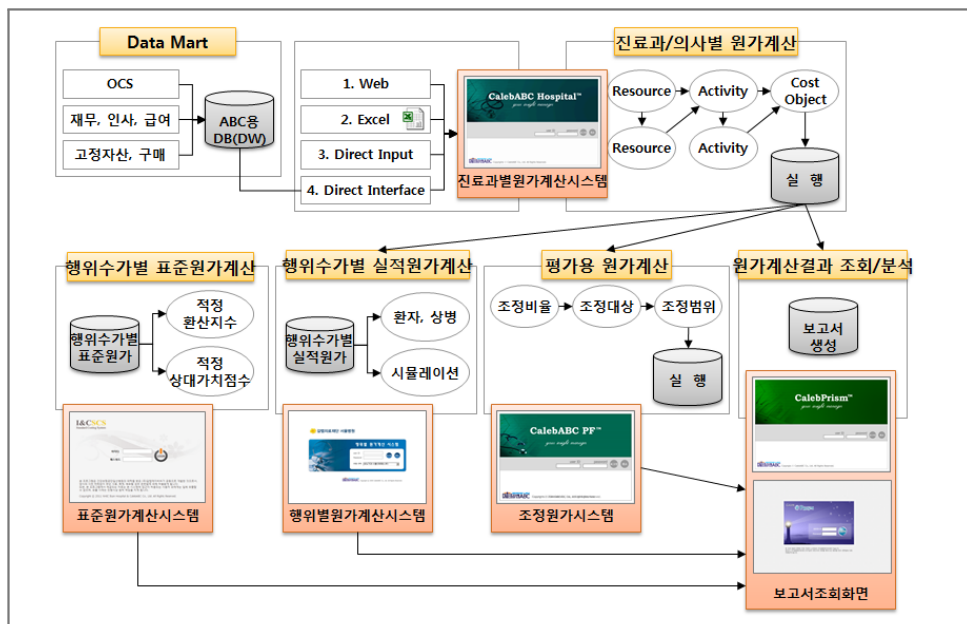 Data Mart
OCS
재무, 인사, 급여
고정자산, 구매
ABC용
DB(DW)
1. Web
2. Excel
3. Direct Input
4. Direct Interface
CalebABC Hospital™
진료과별원가계산시스템
진료과/의사별 원가계산
Resource
Activity
Cost
Object
Resource
Activity
실 행
행위수가별 표준원가계산
행위수가별
표준원가
적정
환산지수
적정
상대가치점수
I&CSCS
표준원가계산시스템
행위수가별 실적원가계산
행위수가별
실적원가
환자, 상병
시뮬레이션
행위별 원가계산 시스템
행위별원가계산시스템
평가용 원가계산
조정비율
조정대상
조정범위
실 행
CalebABC PF™
조정원가시스템
원가계산결과 조회/분석
보고서
생성
CalebPrism™
보고서조회화면